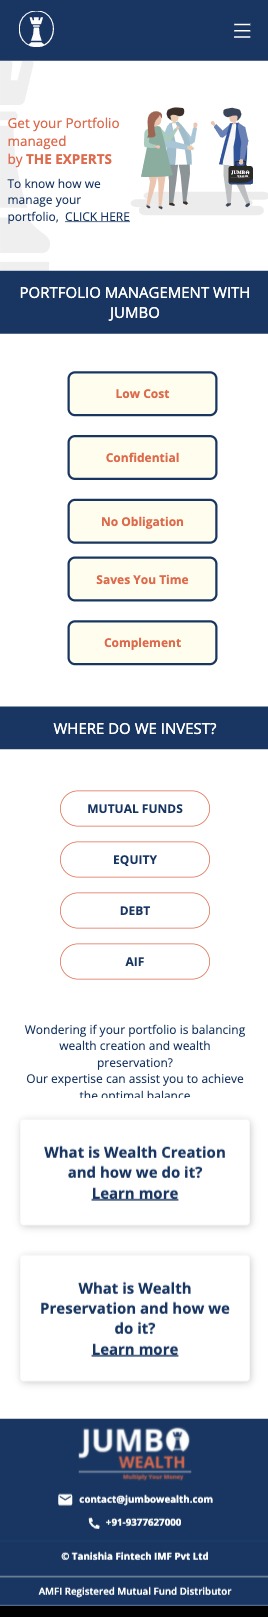 Get your Portfolio
managed
by THE EXPERTS
To know how we
manage your
portfolio, CLICK HERE
JUMBO
WEALTH
PORTFOLIO MANAGEMENT WITH
JUMBO
Low Cost
Confidential
No Obligation
Saves You Time
Complement
WHERE DO WE INVEST?
MUTUAL FUNDS
EQUITY
DEBT
AIF
Wondering if your portfolio is balancing
wealth creation and wealth
preservation?
Our expertise can assist you to achieve
the optimal balance
What is Wealth Creation
and how we do it?
Learn more
What is Wealth
Preservation and how we
do it?
Learn more
JUMBO
WEALTH
Multiply Your Money
contact@jumbowealth.com
+91-9377627000
© Tanishia Fintech IMF Pvt Ltd
AMFI Registered Mutual Fund Distributor